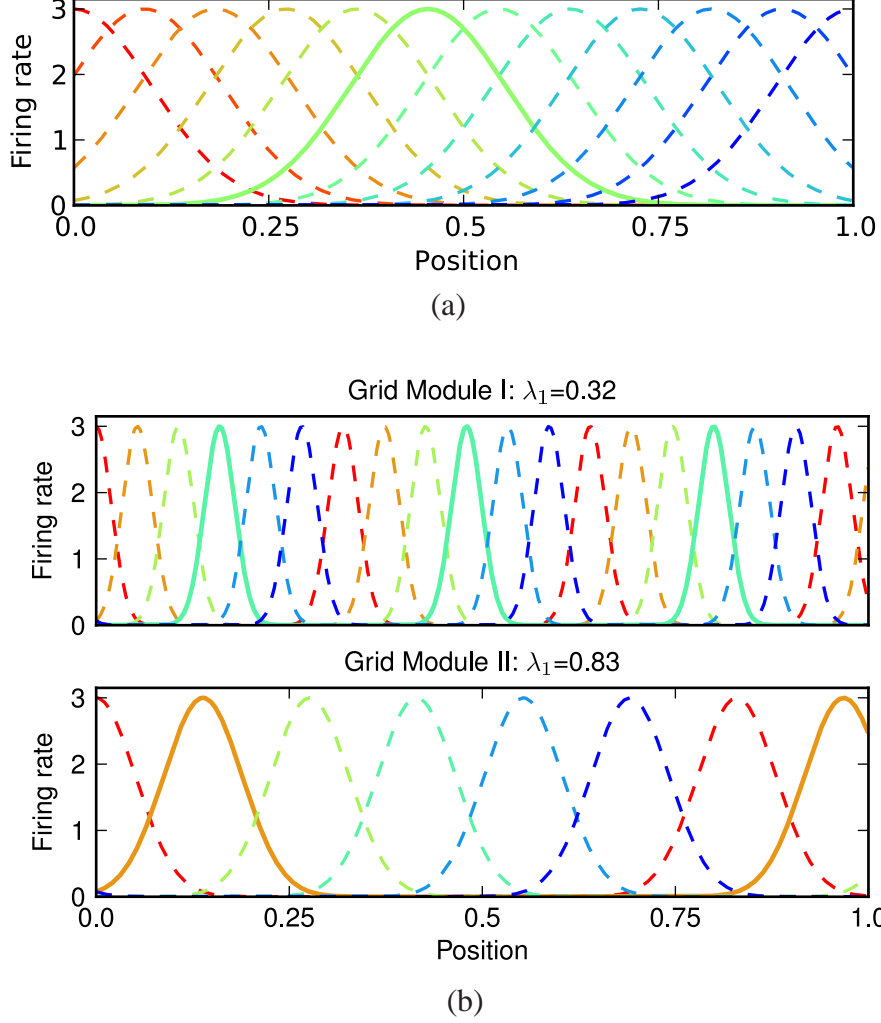 3
2
1
0
Firing rate
0.0 0.25 0.5 0.75 1.0
Position
(a)
Grid Module I: λ₁=0.32
3
2
1
0
Firing rate
Grid Module II: λ₁=0.83
3
2
1
0
Firing rate
0.0 0.25 0.5 0.75 1.0
Position
(b)